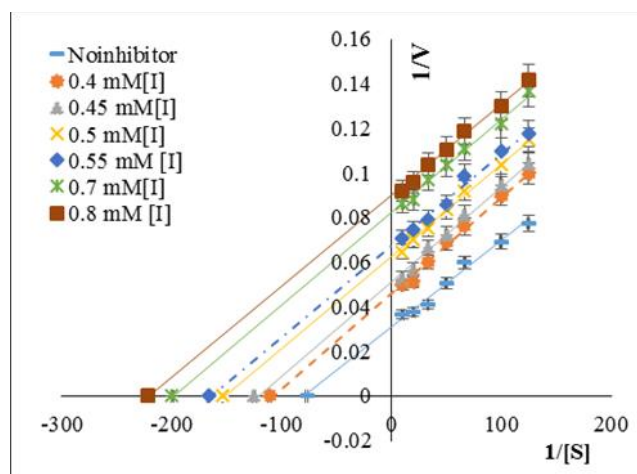 Noinhibitor
0.4 mM[I]
0.45 mM[I]
0.5 mM[I]
0.55 mM [I]
0.7 mM[I]
0.8 mM [I]
1/V
0.16
0.14
0.12
0.1
0.08
0.06
0.04
0.02
0
-0.02
-300
-200
-100
0
100
200
1/[S]